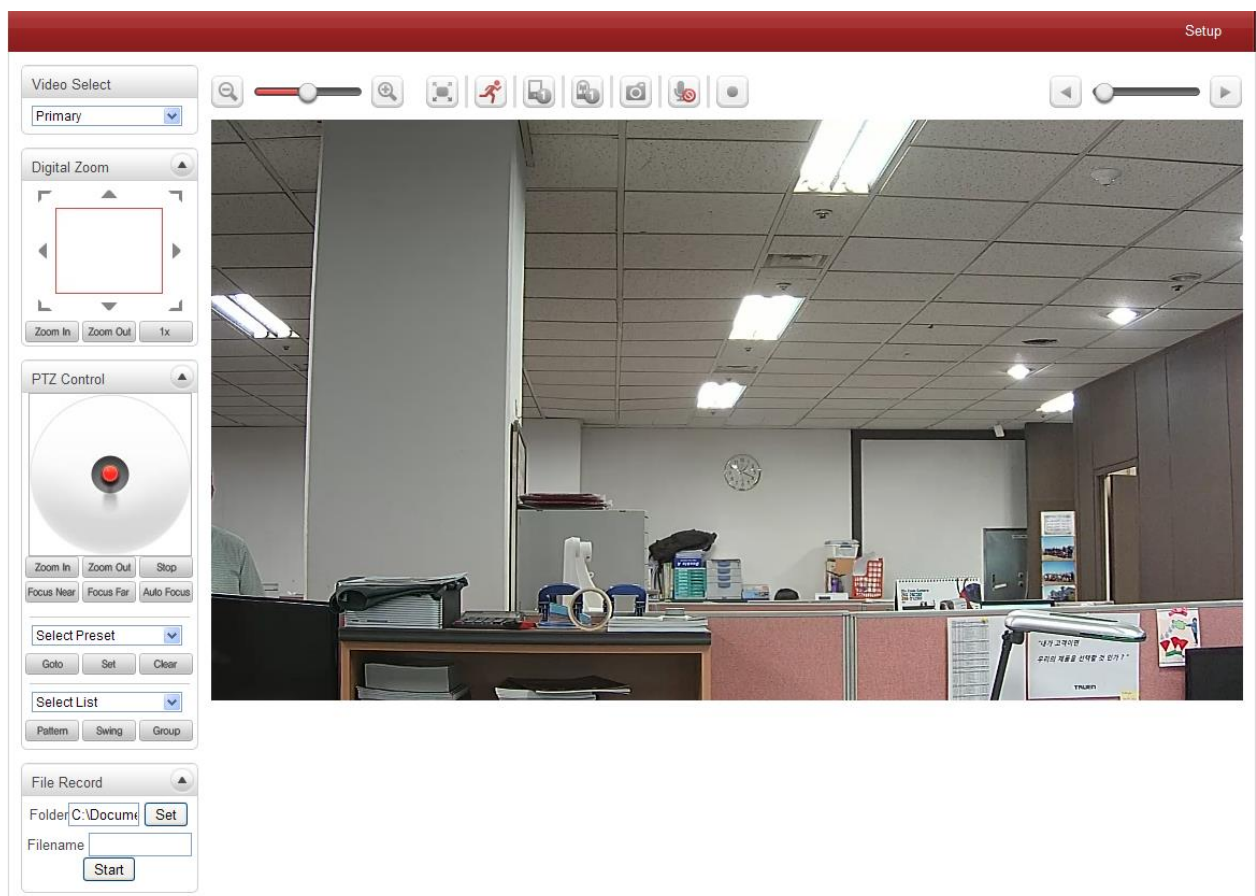 Setup
Video Select
Primary
Digital Zoom
Zoom In Zoom Out 1x
PTZ Control
Zoom In Zoom Out Stop
Focus Near Focus Far Auto Focus
Select Preset
Goto Set Clear
Select List
Pattern Swing Group
File Record
Folder C:\Docume Set
Filename
Start
"내가 고객이면
우리의 제품을 선택할 것 인가 ? "
TRUEN